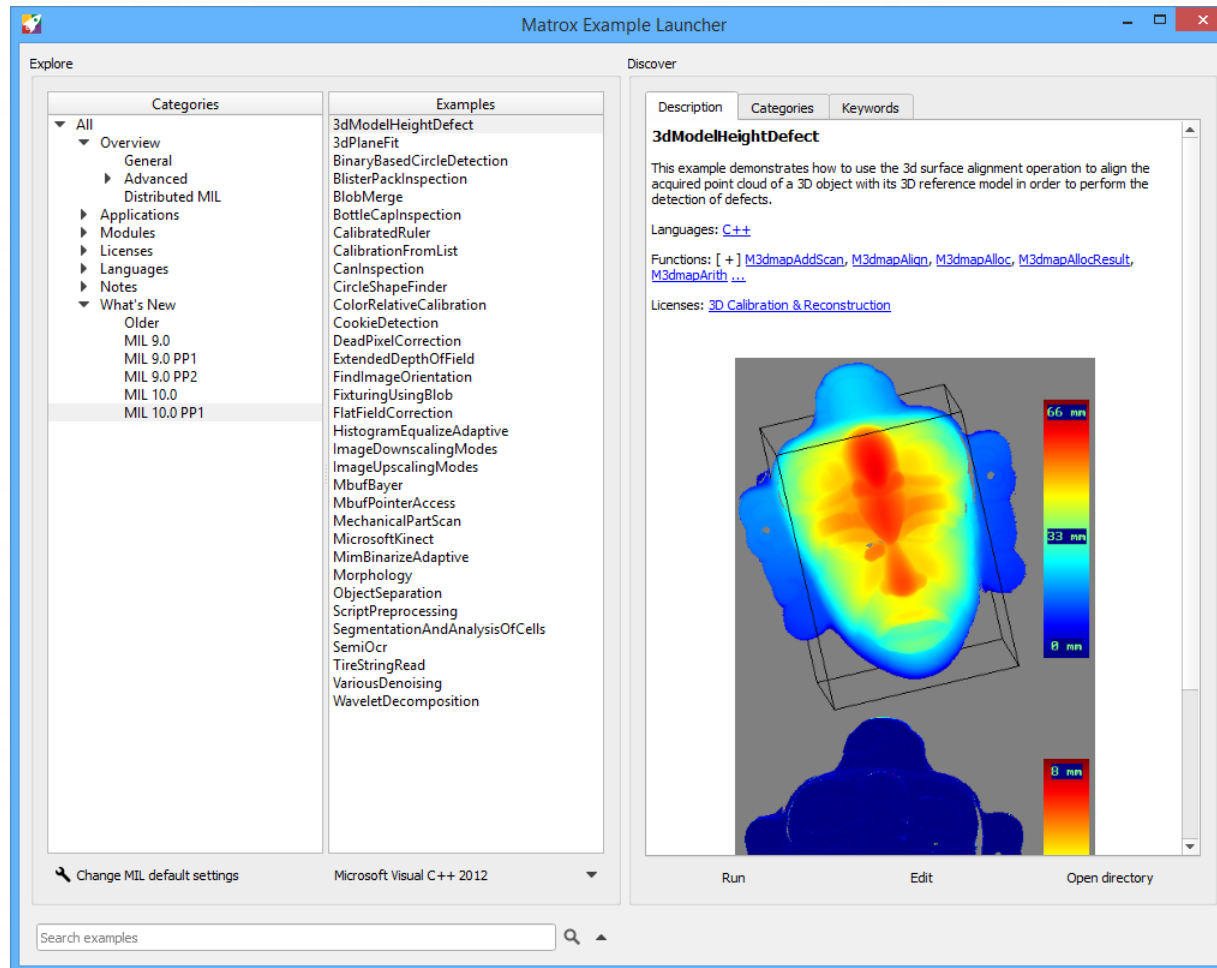 Matrox Example Launcher
Explore
Categories
All
Overview
General
Advanced
Distributed MIL
Applications
Modules
Licenses
Languages
Notes
What's New
Older
MIL 9.0
MIL 9.0 PP1
MIL 9.0 PP2
MIL 10.0
MIL 10.0 PP1
Examples
3dModelHeightDefect
3dPlaneFit
BinaryBasedCircleDetection
BlisterPackInspection
BlobMerge
BottleCapInspection
CalibratedRuler
CalibrationFromList
CanInspection
CircleShapeFinder
ColorRelativeCalibration
CookieDetection
DeadPixelCorrection
ExtendedDepthOfField
FindImageOrientation
FixturingUsingBlob
FlatFieldCorrection
HistogramEqualizeAdaptive
ImageDownscalingModes
ImageUpscalingModes
MbufBayer
MbufPointerAccess
MechanicalPartScan
MicrosoftKinect
MimBinarizeAdaptive
Morphology
ObjectSeparation
ScriptPreprocessing
SegmentationAndAnalysisOfCells
SemiOcr
TireStringRead
VariousDenoising
WaveletDecomposition
Change MIL default settings
Microsoft Visual C++ 2012
Search examples
Discover
Description Categories Keywords
3dModelHeightDefect
This example demonstrates how to use the 3d surface alignment operation to align the
acquired point cloud of a 3D object with its 3D reference model in order to perform the
detection of defects.
Languages: C++
Functions: [ + ] M3dmapAddScan, M3dmapAlign, M3dmapAlloc, M3dmapAllocResult,
M3dmapArith ...
Licenses: 3D Calibration & Reconstruction
66 mm
33 mm
0 mm
8 mm
Run Edit Open directory